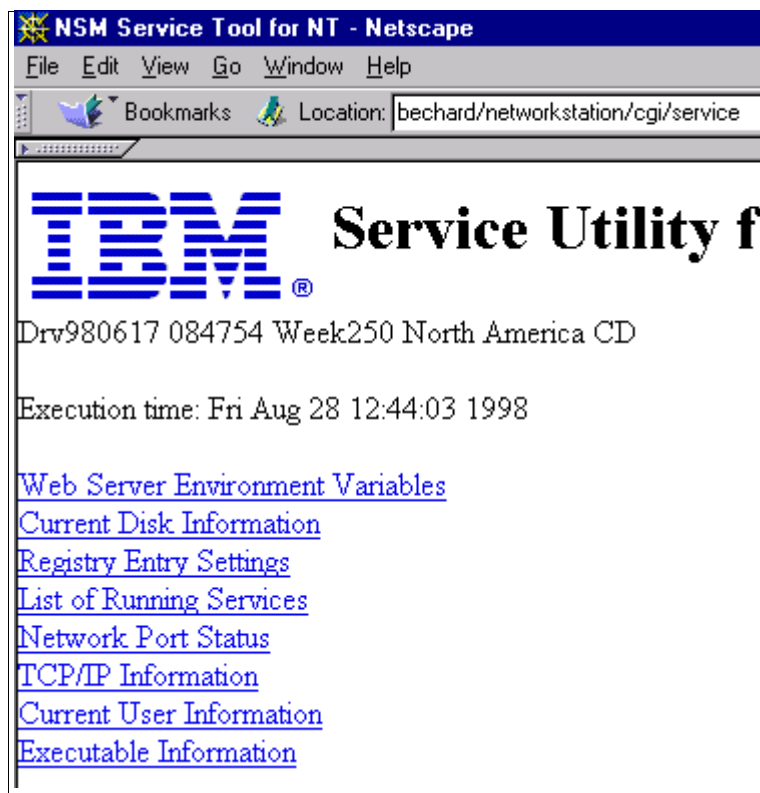 NSM Service Tool for NT - Netscape
File Edit View Go Window Help
Bookmarks Location: bechard/networkstation/cgi/service
IBM® Service Utility f
Drv980617 084754 Week250 North America CD
Execution time: Fri Aug 28 12:44:03 1998
Web Server Environment Variables
Current Disk Information
Registry Entry Settings
List of Running Services
Network Port Status
TCP/IP Information
Current User Information
Executable Information